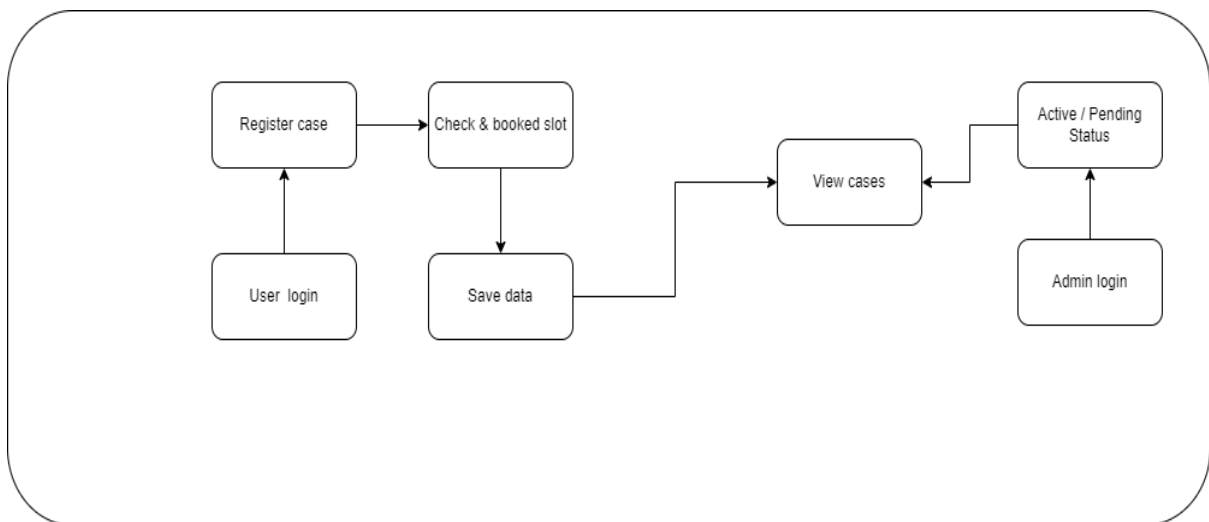 Register case
Check & booked slot
Active / Pending
Status
View cases
User login
Save data
Admin login